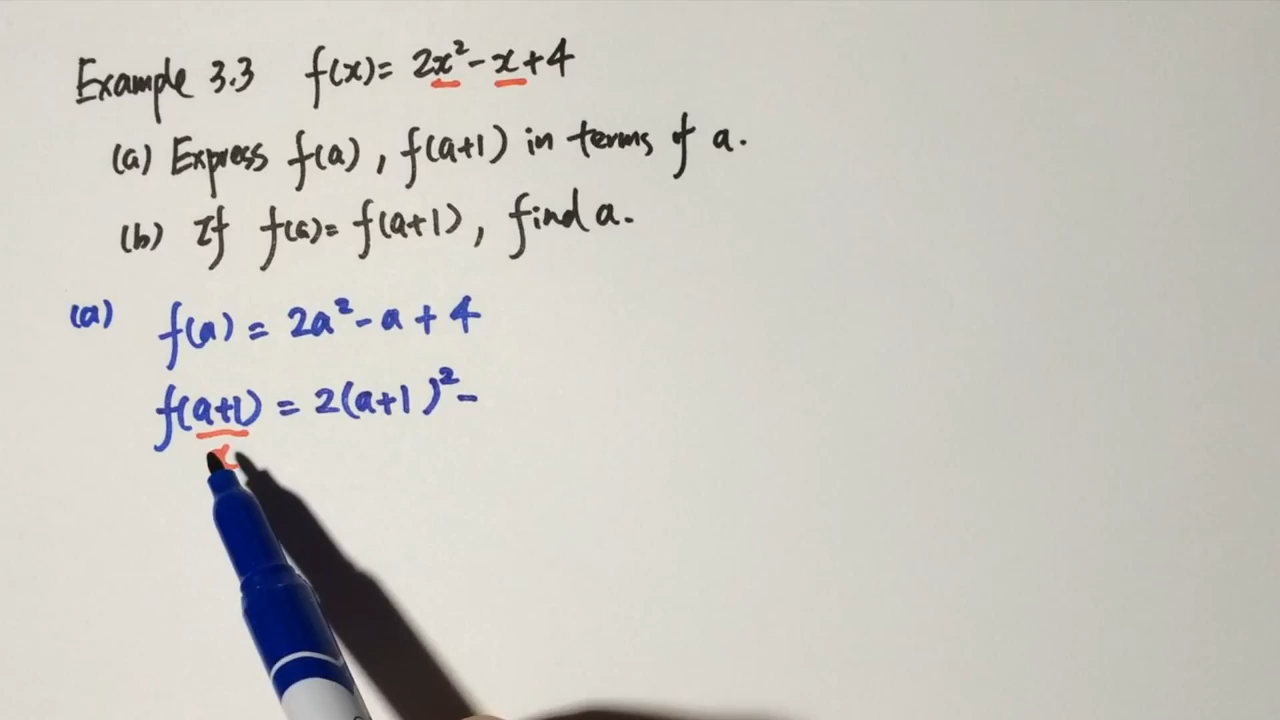 Example 3.3 f(x)= 2x²-x+4
(a) Express f(a), f(a+1) in terms of a.
(b) If f(a)= f(a+1), find a.
(a) f(a) = 2a²-a+4
f(a+1) = 2(a+1)²-
x